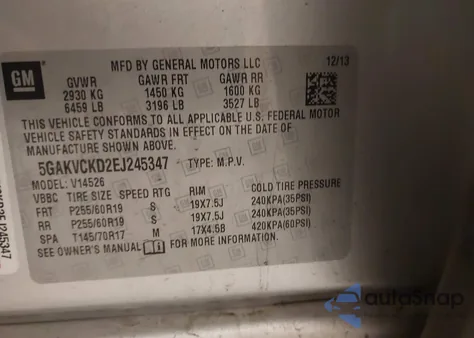 GM
MFD BY GENERAL MOTORS LLC 12/13
GVWR GAWR FRT GAWR RR
2930 KG 1450 KG 1600 KG
6459 LB 3196 LB 3527 LB
THIS VEHICLE CONFORMS TO ALL APPLICABLE U.S. FEDERAL MOTOR
VEHICLE SAFETY STANDARDS IN EFFECT ON THE DATE OF
MANUFACTURE SHOWN ABOVE.
5GAKVCKD2EJ245347 TYPE: M.P.V.
MODEL: V14526
VBBC TIRE SIZE SPEED RTG RIM COLD TIRE PRESSURE
FRT P255/60R19 S 19X7.5J 240KPA(35PSI)
RR P255/60R19 S 19X7.5J 240KPA(35PSI)
SPA T145/70R17 M 17X4.5B 420KPA(60PSI)
SEE OWNER'S MANUAL FOR MORE INFORMATION
autoSnap